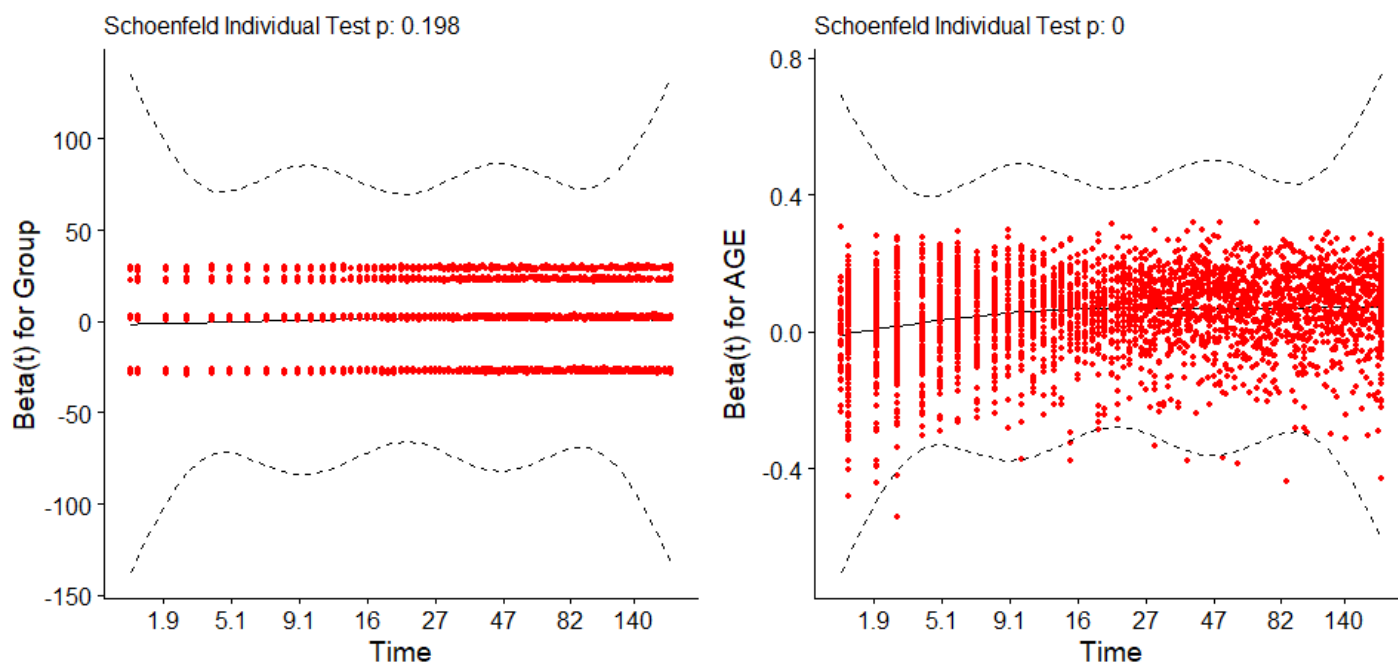 Schoenfeld Individual Test p: 0.198
Beta(t) for Group
100
50
0
-50
-100
-150
1.9 5.1 9.1 16 27 47 82 140
Time
Schoenfeld Individual Test p: 0
Beta(t) for AGE
0.8
0.4
0.0
-0.4
1.9 5.1 9.1 16 27 47 82 140
Time